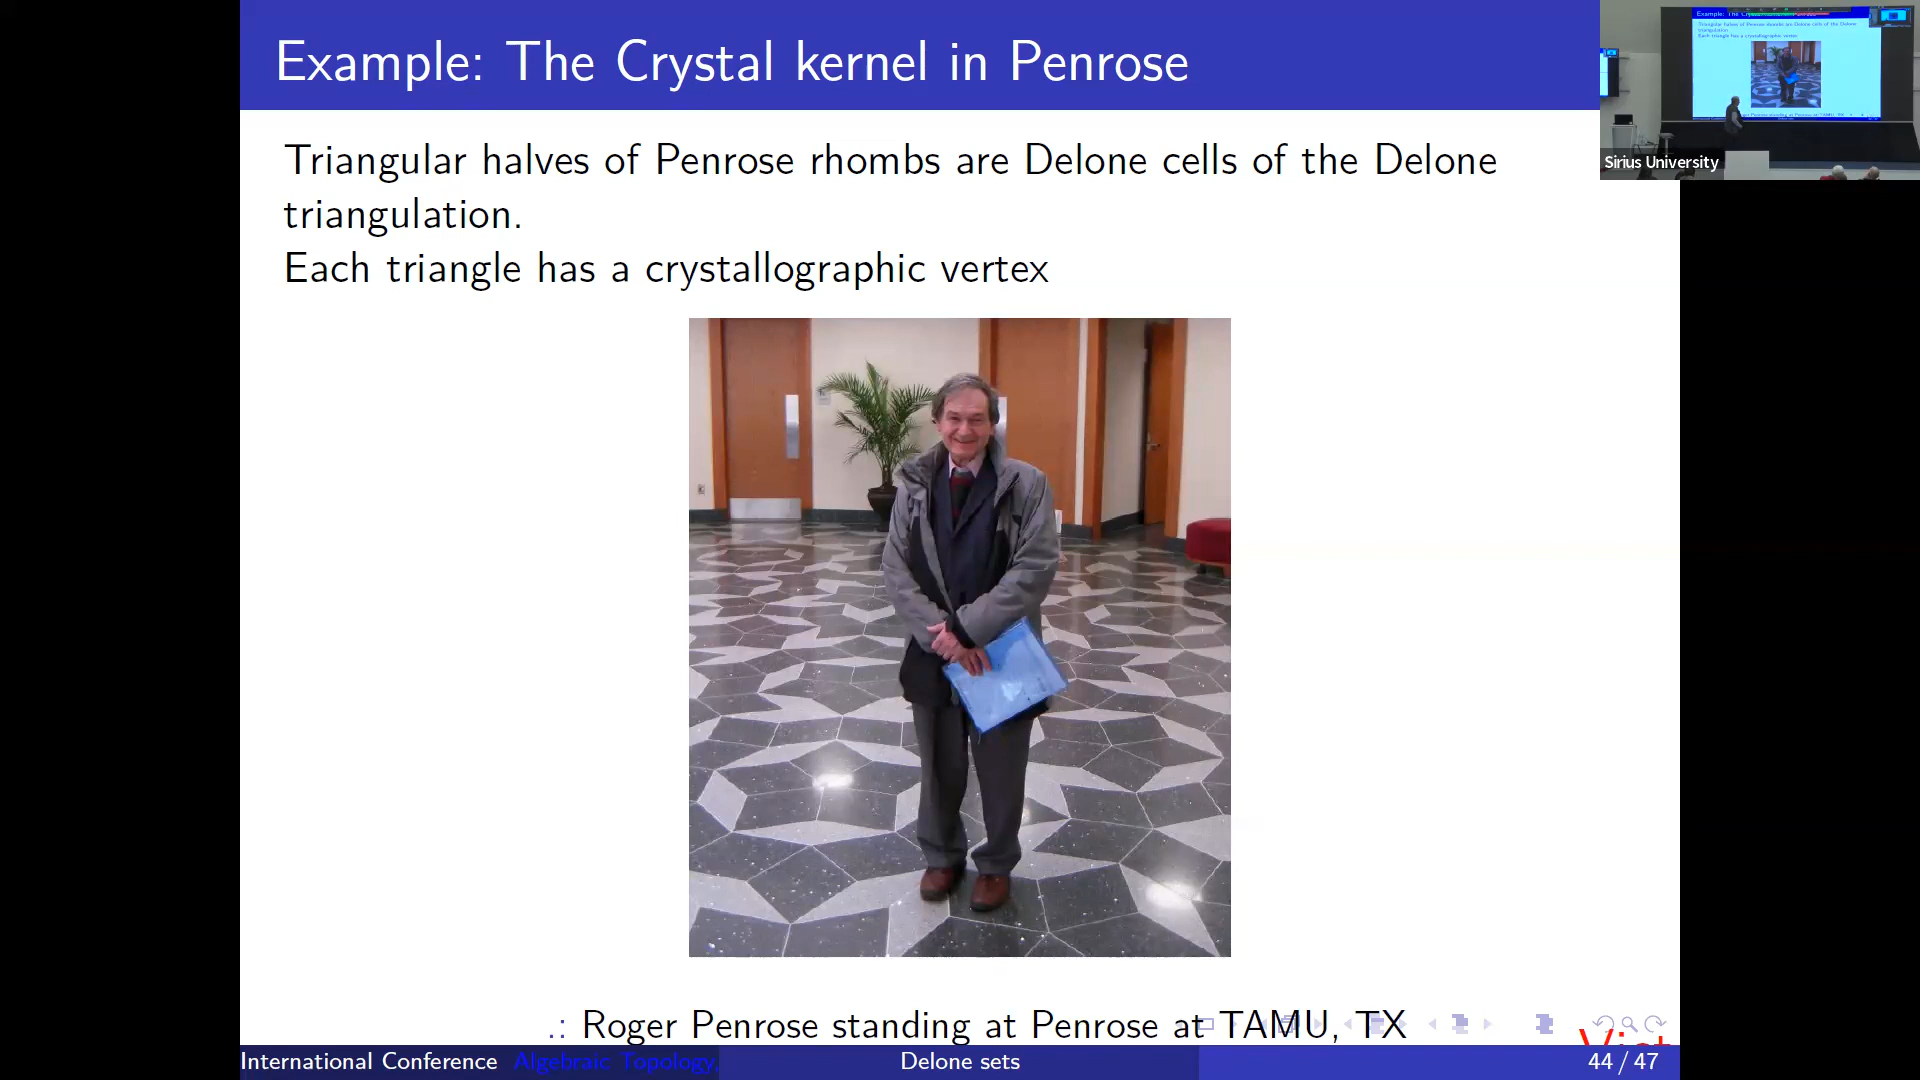 Example: The Crystal kernel in Penrose
Sirius University
Triangular halves of Penrose rhombs are Delone cells of the Delone
triangulation.
Each triangle has a crystallographic vertex
.: Roger Penrose standing at Penrose at TAMU, TX
International Conference Algebraic Topology,
Delone sets
44 / 47